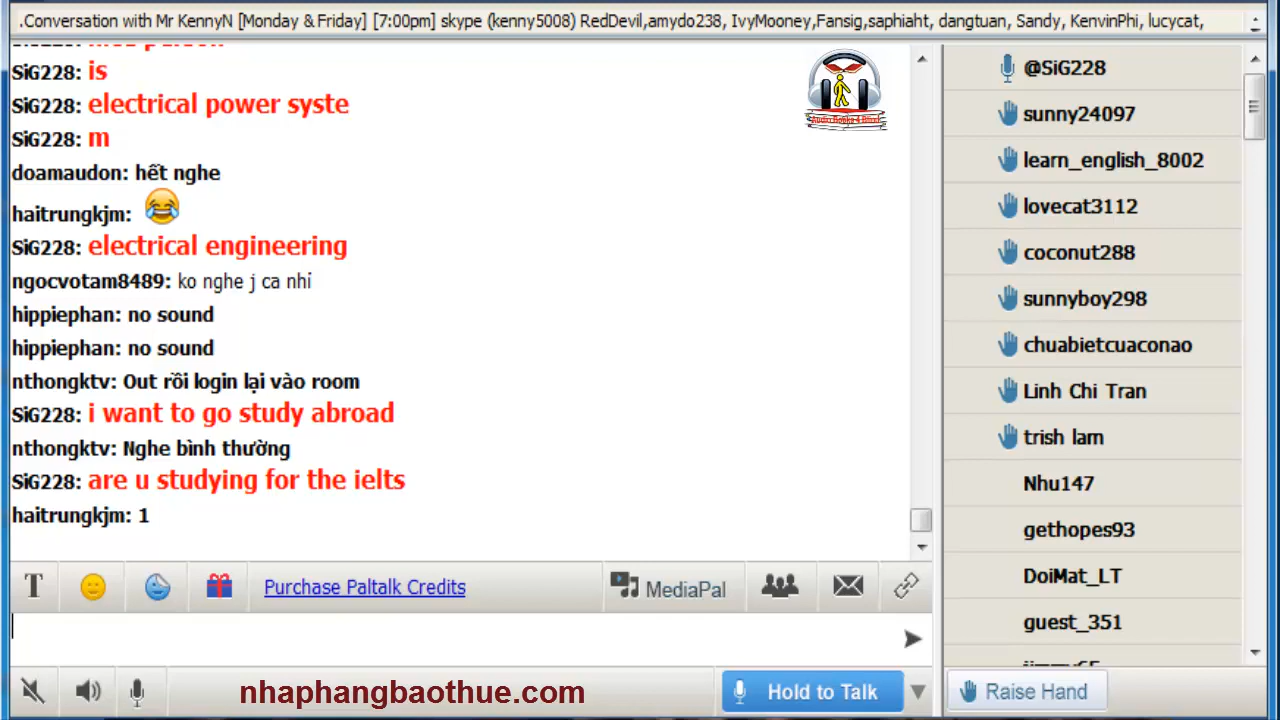 .Conversation with Mr KennyN [Monday & Friday] [7:00pm] skype (kenny5008) RedDevil,amydo238, IvyMooney,Fansig,saphiaht, dangtuan, Sandy, KenvinPhi, lucycat,
SiG228: is
SiG228: electrical power syste
SiG228: m
doamaudon: hết nghe
haitrungkjm:
SiG228: electrical engineering
ngocvotam8489: ko nghe j ca nhí
hippiephan: no sound
hippiephan: no sound
nthongktv: Out rồi login lại vào room
SiG228: i want to go study abroad
nthongktv: Nghe bình thường
SiG228: are u studying for the ielts
haitrungkjm: 1
Audio Books 4 Blind
@SiG228
sunny24097
learn_english_8002
lovecat3112
coconut288
sunnyboy298
chuabietcuaconao
Linh Chi Tran
trish lam
Nhu147
gethopes93
DoiMat_LT
guest_351
T
Purchase Paltalk Credits
MediaPal
nhaphangbaothue.com
Hold to Talk
Raise Hand